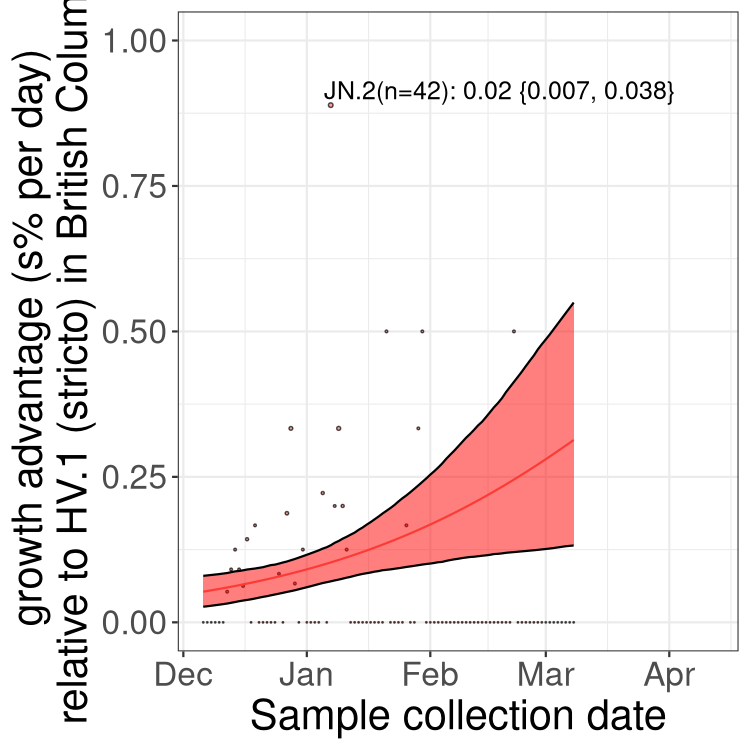 growth advantage (s% per day)
relative to HV.1 (stricto) in British Colum
1.00
0.75
0.50
0.25
0.00
JN.2(n=42): 0.02 {0.007, 0.038}
Dec Jan Feb Mar Apr
Sample collection date